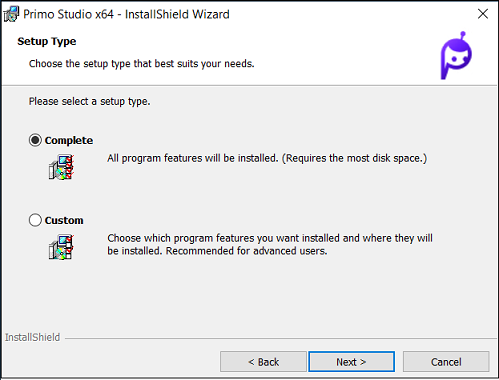 Primo Studio x64 - InstallShield Wizard
Setup Type
Choose the setup type that best suits your needs.
Please select a setup type.
Complete
All program features will be installed. (Requires the most disk space.)
Custom
Choose which program features you want installed and where they will
be installed. Recommended for advanced users.
InstallShield
< Back
Next >
Cancel